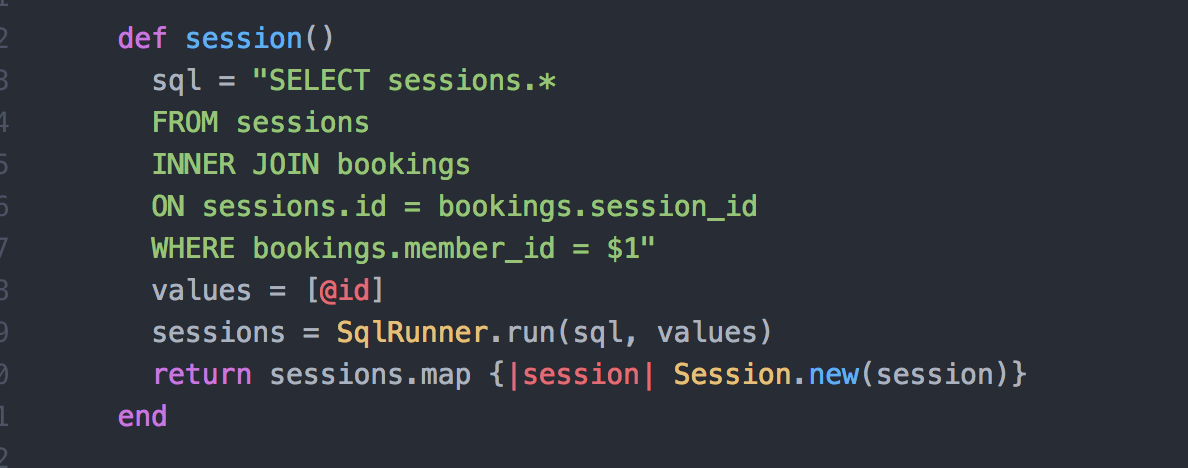 def session()
sql = "SELECT sessions.*
FROM sessions
INNER JOIN bookings
ON sessions.id = bookings.session_id
WHERE bookings.member_id = $1"
values = [@id]
sessions = SqlRunner.run(sql, values)
return sessions.map {|session| Session.new(session)}
end